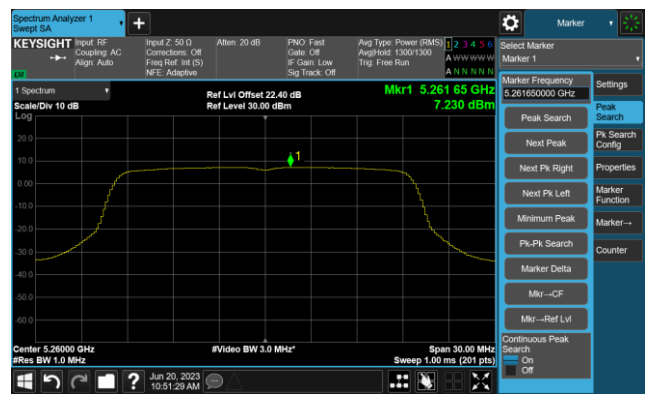 Spectrum Analyzer 1
Swept SA
KEYSIGHT
Input: RF
Coupling: AC
Align: Auto
Input Z: 50 Ω
Corrections: Off
Freq Ref: Int (S)
NFE: Adaptive
Atten: 20 dB
PNO: Fast
Gate: Off
IF Gain: Low
Sig Track: Off
Avg Type: Power (RMS)
Avg|Hold: 1300/1300
Trig: Free Run
1 2 3 4 5 6
A W W W W W
A N N N N N
1 Spectrum
Scale/Div 10 dB
Log
Ref Lvl Offset 22.40 dB
Ref Level 30.00 dBm
Mkr1 5.261 65 GHz
7.230 dBm
20.0
10.0
0.00
-10.0
-20.0
-30.0
-40.0
-50.0
-60.0
1
Center 5.26000 GHz
#Res BW 1.0 MHz
#Video BW 3.0 MHz*
Span 30.00 MHz
Sweep 1.00 ms (201 pts)
?
Jun 20, 2023
10:51:29 AM
Marker
Select Marker
Marker 1
Marker Frequency
5.261650000 GHz
Peak Search
Next Peak
Next Pk Right
Next Pk Left
Minimum Peak
Pk-Pk Search
Marker Delta
Mkr→CF
Mkr→Ref Lvl
Continuous Peak
Search
On
Off
Settings
Peak
Search
Pk Search
Config
Properties
Marker
Function
Marker→
Counter